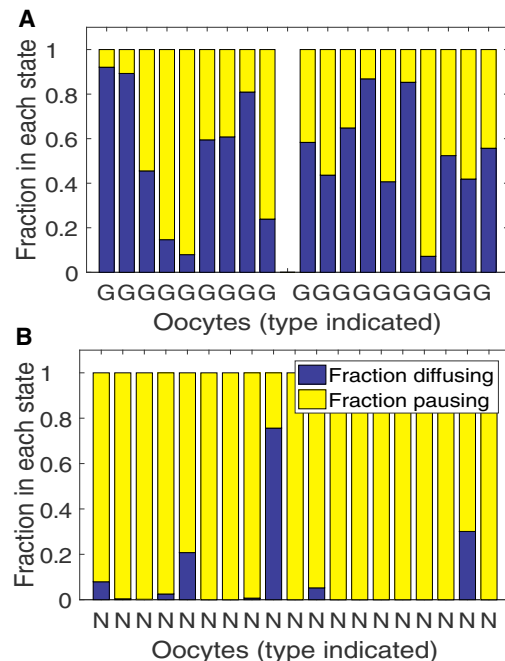 A
Fraction in each state
1
0.8
0.6
0.4
0.2
0
GGGGGGGGG GGGGGGGGGG
Oocytes (type indicated)
B
Fraction in each state
1
0.8
0.6
0.4
0.2
0
Fraction diffusing
Fraction pausing
N N N N N N N N N N N N N N N N N N N
Oocytes (type indicated)